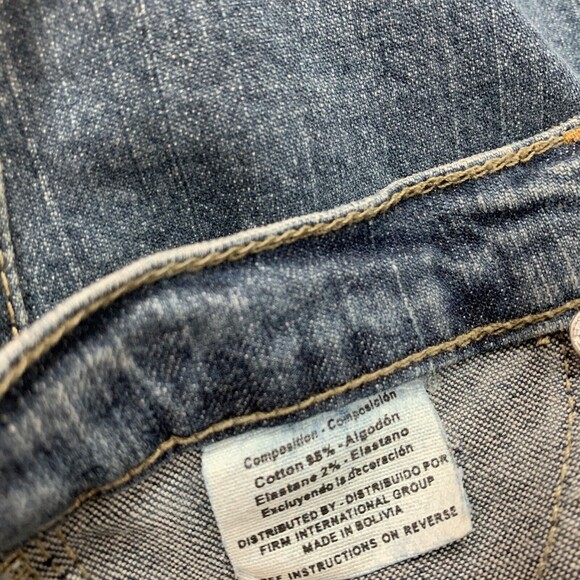 Composition - Composición
Cotton 98% - Algodón
Elastane 2% - Elastano
Excluyendo la decoración
DISTRIBUTED BY - DISTRIBUIDO POR
FIRM INTERNATIONAL GROUP
MADE IN BOLIVIA
INSTRUCTIONS ON REVERSE